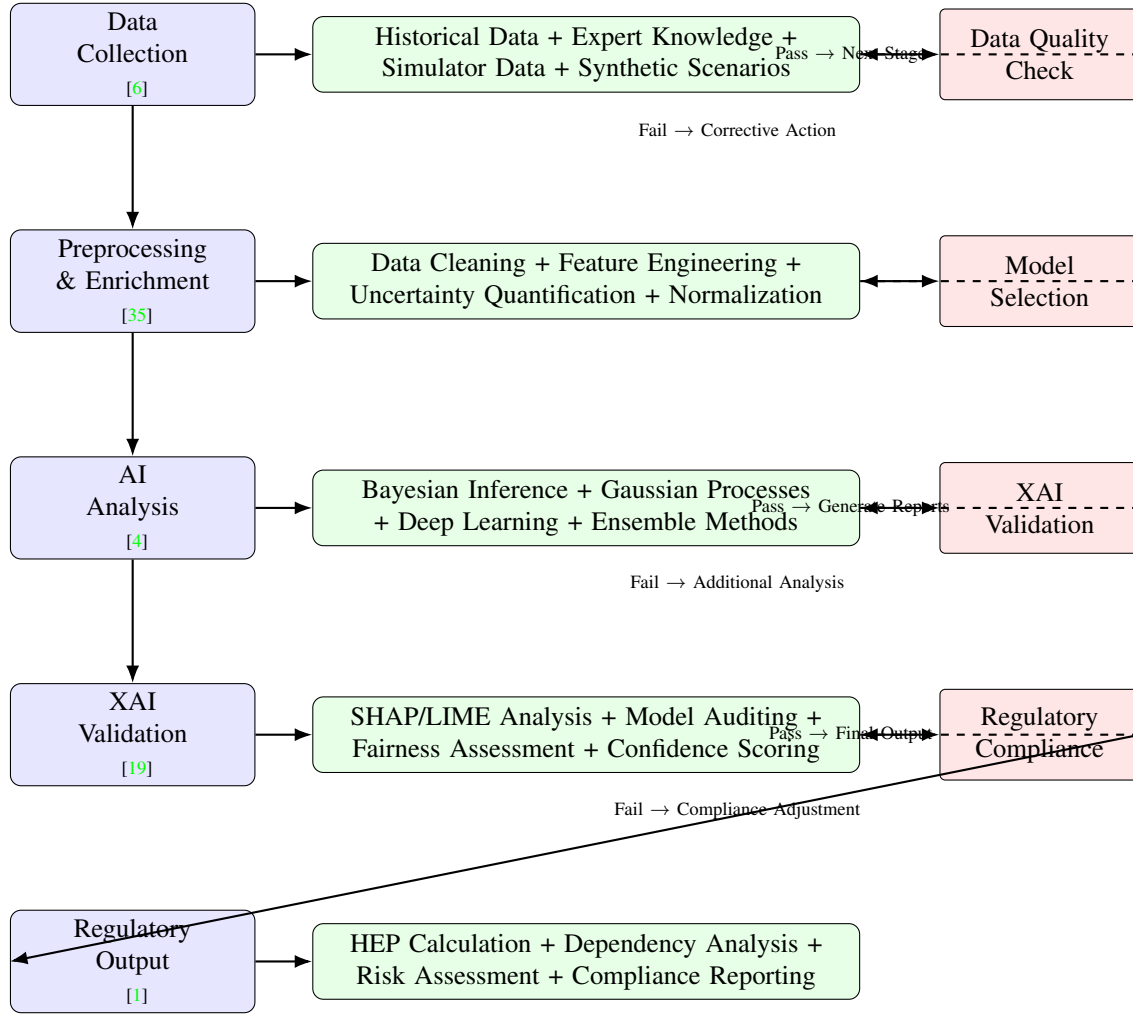 Data
Collection
[6]
Historical Data + Expert Knowledge +
Simulator Data + Synthetic Scenarios
Pass → Next Stage
Data Quality
Check
Fail → Corrective Action
Preprocessing
& Enrichment
[35]
Data Cleaning + Feature Engineering +
Uncertainty Quantification + Normalization
Model
Selection
AI
Analysis
[4]
Bayesian Inference + Gaussian Processes
+ Deep Learning + Ensemble Methods
Pass → Generate Reports
XAI
Validation
Fail → Additional Analysis
XAI
Validation
[19]
SHAP/LIME Analysis + Model Auditing +
Fairness Assessment + Confidence Scoring
Pass → Final Output
Regulatory
Compliance
Fail → Compliance Adjustment
Regulatory
Output
[1]
HEP Calculation + Dependency Analysis +
Risk Assessment + Compliance Reporting